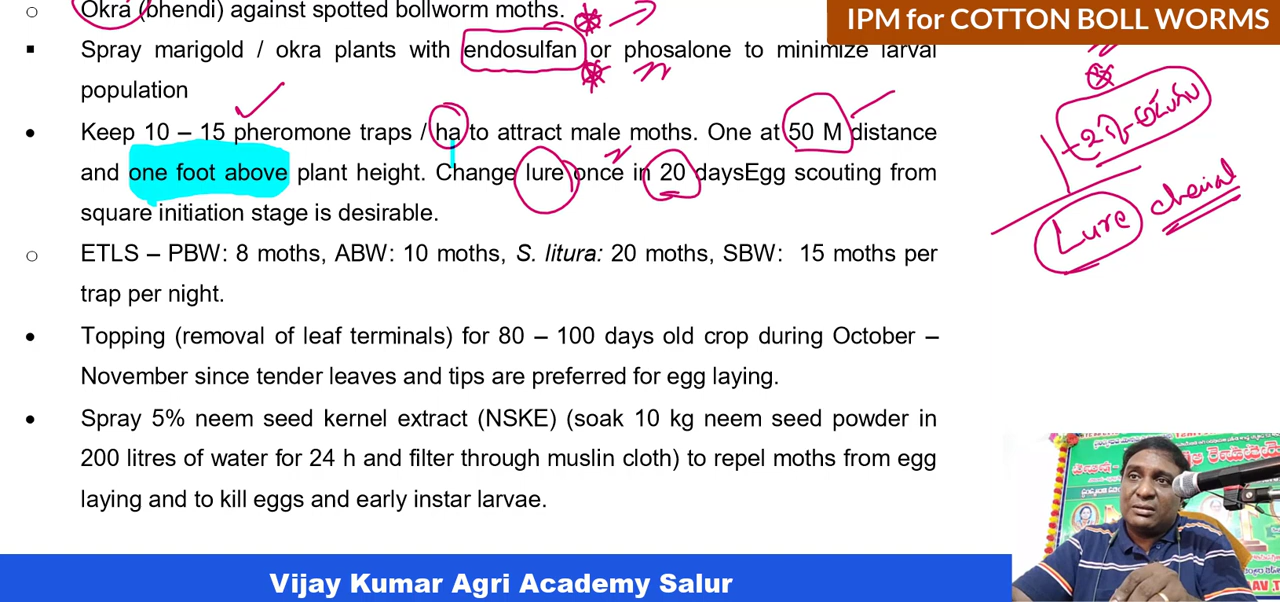 IPM for COTTON BOLL WORMS
Okra (bhendi) against spotted bollworm moths.
Spray marigold / okra plants with endosulfan or phosalone to minimize larval
population
Keep 10 – 15 pheromone traps / ha to attract male moths. One at 50 M distance
and one foot above plant height. Change lure once in 20 daysEgg scouting from
square initiation stage is desirable.
Lure
ETLS – PBW: 8 moths, ABW: 10 moths, S. litura: 20 moths, SBW: 15 moths per
trap per night.
Topping (removal of leaf terminals) for 80 – 100 days old crop during October –
November since tender leaves and tips are preferred for egg laying.
Spray 5% neem seed kernel extract (NSKE) (soak 10 kg neem seed powder in
200 litres of water for 24 h and filter through muslin cloth) to repel moths from egg
laying and to kill eggs and early instar larvae.
Vijay Kumar Agri Academy Salur